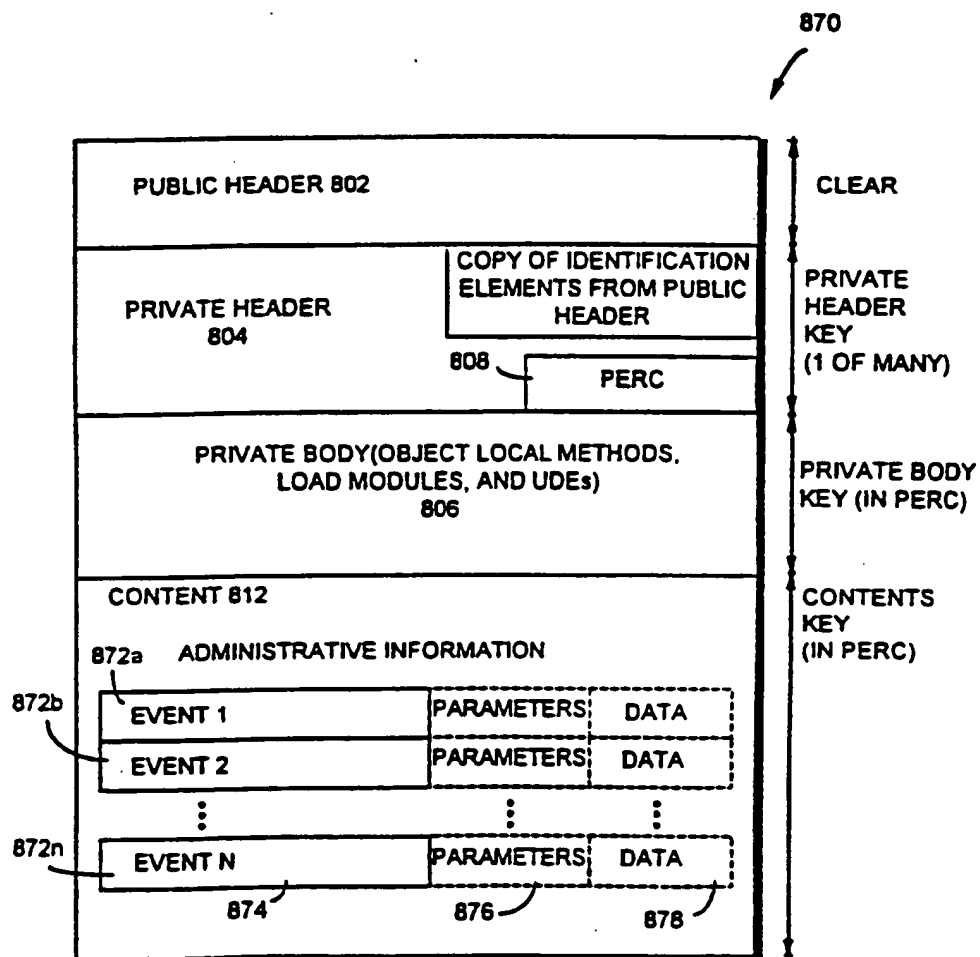 870
PUBLIC HEADER 802
CLEAR
PRIVATE HEADER
804
COPY OF IDENTIFICATION
ELEMENTS FROM PUBLIC
HEADER
808
PERC
PRIVATE
HEADER
KEY
(1 OF MANY)
PRIVATE BODY(OBJECT LOCAL METHODS,
LOAD MODULES, AND UDEs)
806
PRIVATE BODY
KEY (IN PERC)
CONTENT 812
CONTENTS
KEY
(IN PERC)
ADMINISTRATIVE INFORMATION
872a
EVENT 1 PARAMETERS DATA
872b
EVENT 2 PARAMETERS DATA
872n
EVENT N PARAMETERS DATA
874 876 878